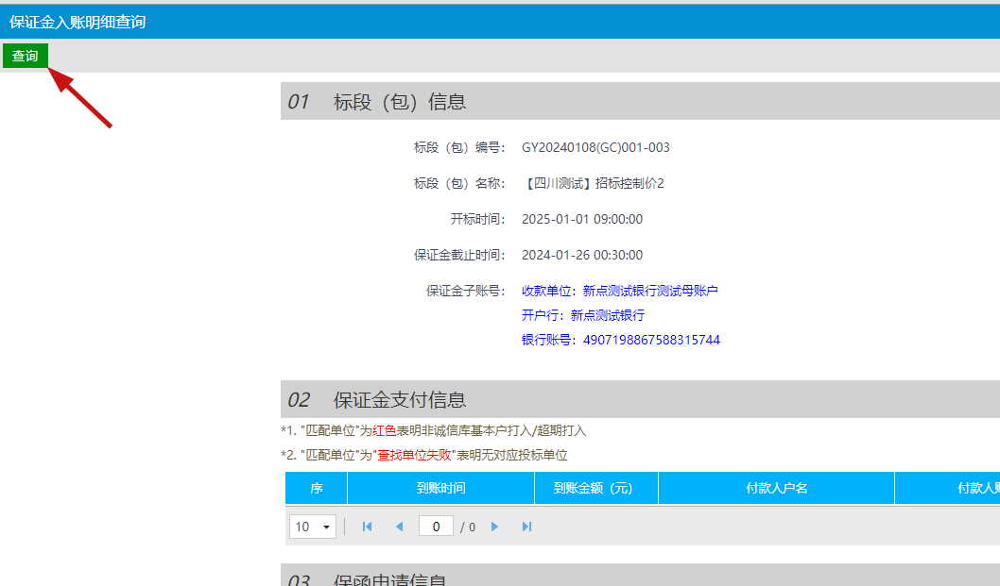 保证金入账明细查询
查询
01 标段（包）信息
标段（包）编号： GY20240108(GC)001-003
标段（包）名称： 【四川测试】招标控制价2
开标时间： 2025-01-01 09:00:00
保证金截止时间： 2024-01-26 00:30:00
保证金子账号： 收款单位：新点测试银行测试母账户
开户行：新点测试银行
银行账号：4907198867588315744
02 保证金支付信息
*1. "匹配单位"为红色表明非诚信库基本户打入/超期打入
*2. "匹配单位"为"查找单位失败"表明无对应投标单位
序 到账时间 到账金额（元） 付款人户名 付款人账
10 0 / 0
03 保函申请信息